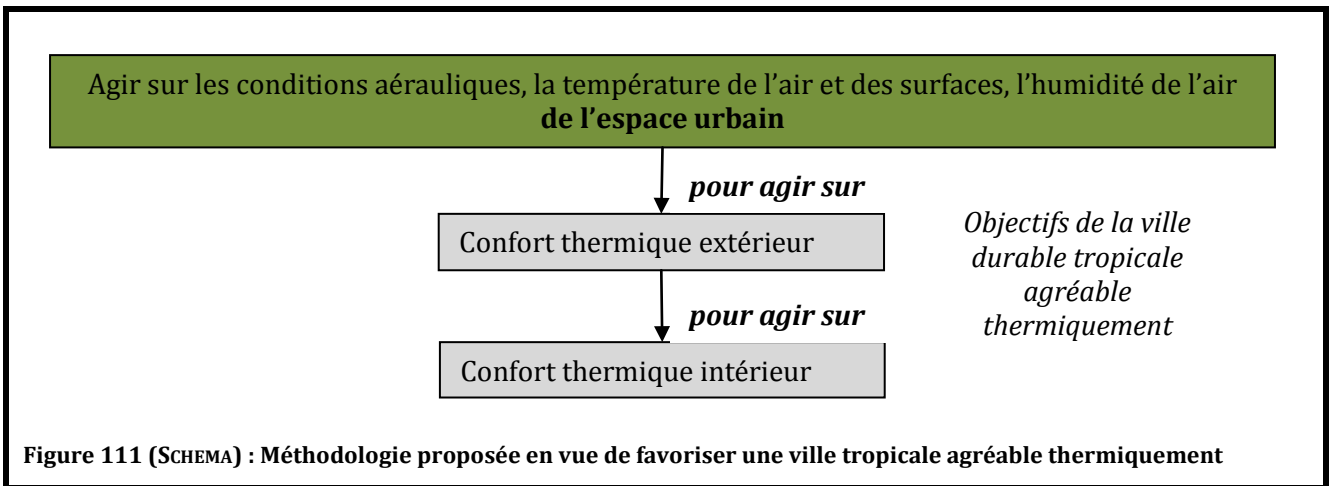 Agir sur les conditions aérauliques, la température de l’air et des surfaces, l’humidité de l’air
de l’espace urbain
pour agir sur
Confort thermique extérieur
pour agir sur
Confort thermique intérieur
Objectifs de la ville
durable tropicale
agréable
thermiquement
Figure 111 (SCHEMA) : Méthodologie proposée en vue de favoriser une ville tropicale agréable thermiquement